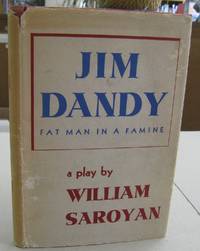 JIM
DANDY
FAT MAN IN A FAMINE
a play by
WILLIAM
SAROYAN